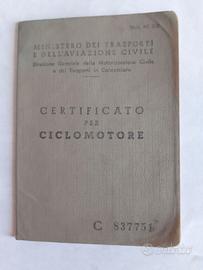 MINISTERO DEI TRASPORTI
E DELL'AVIAZIONE CIVILE
Direzione Generale della Motorizzazione Civile
e dei Trasporti in Concessione
CERTIFICATO
PER
CICLOMOTORE
C 837751
subito